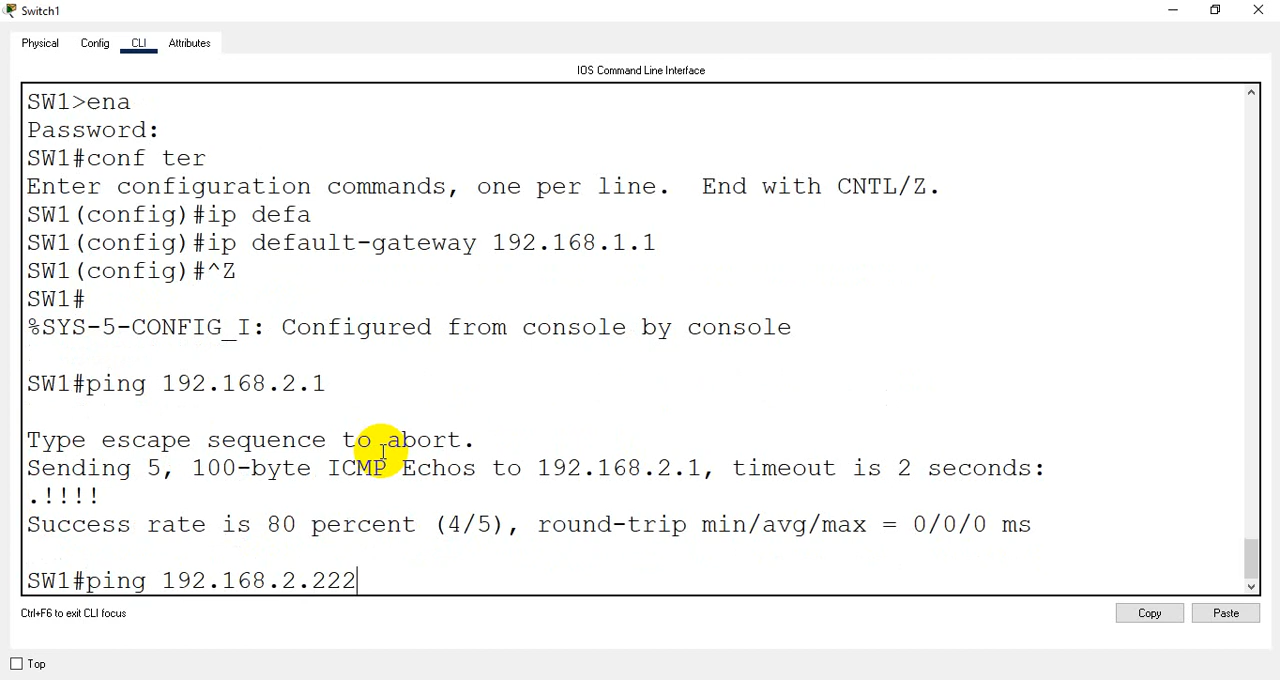 Switch1
Physical Config CLI Attributes
IOS Command Line Interface
SW1>ena
Password:
SW1#conf ter
Enter configuration commands, one per line.  End with CNTL/Z.
SW1(config)#ip defa
SW1(config)#ip default-gateway 192.168.1.1
SW1(config)#^Z
SW1#
%SYS-5-CONFIG_I: Configured from console by console
SW1#ping 192.168.2.1
Type escape sequence to abort.
Sending 5, 100-byte ICMP Echos to 192.168.2.1, timeout is 2 seconds:
.!!!!
Success rate is 80 percent (4/5), round-trip min/avg/max = 0/0/0 ms
SW1#ping 192.168.2.222
Ctrl+F6 to exit CLI focus
Copy Paste
Top